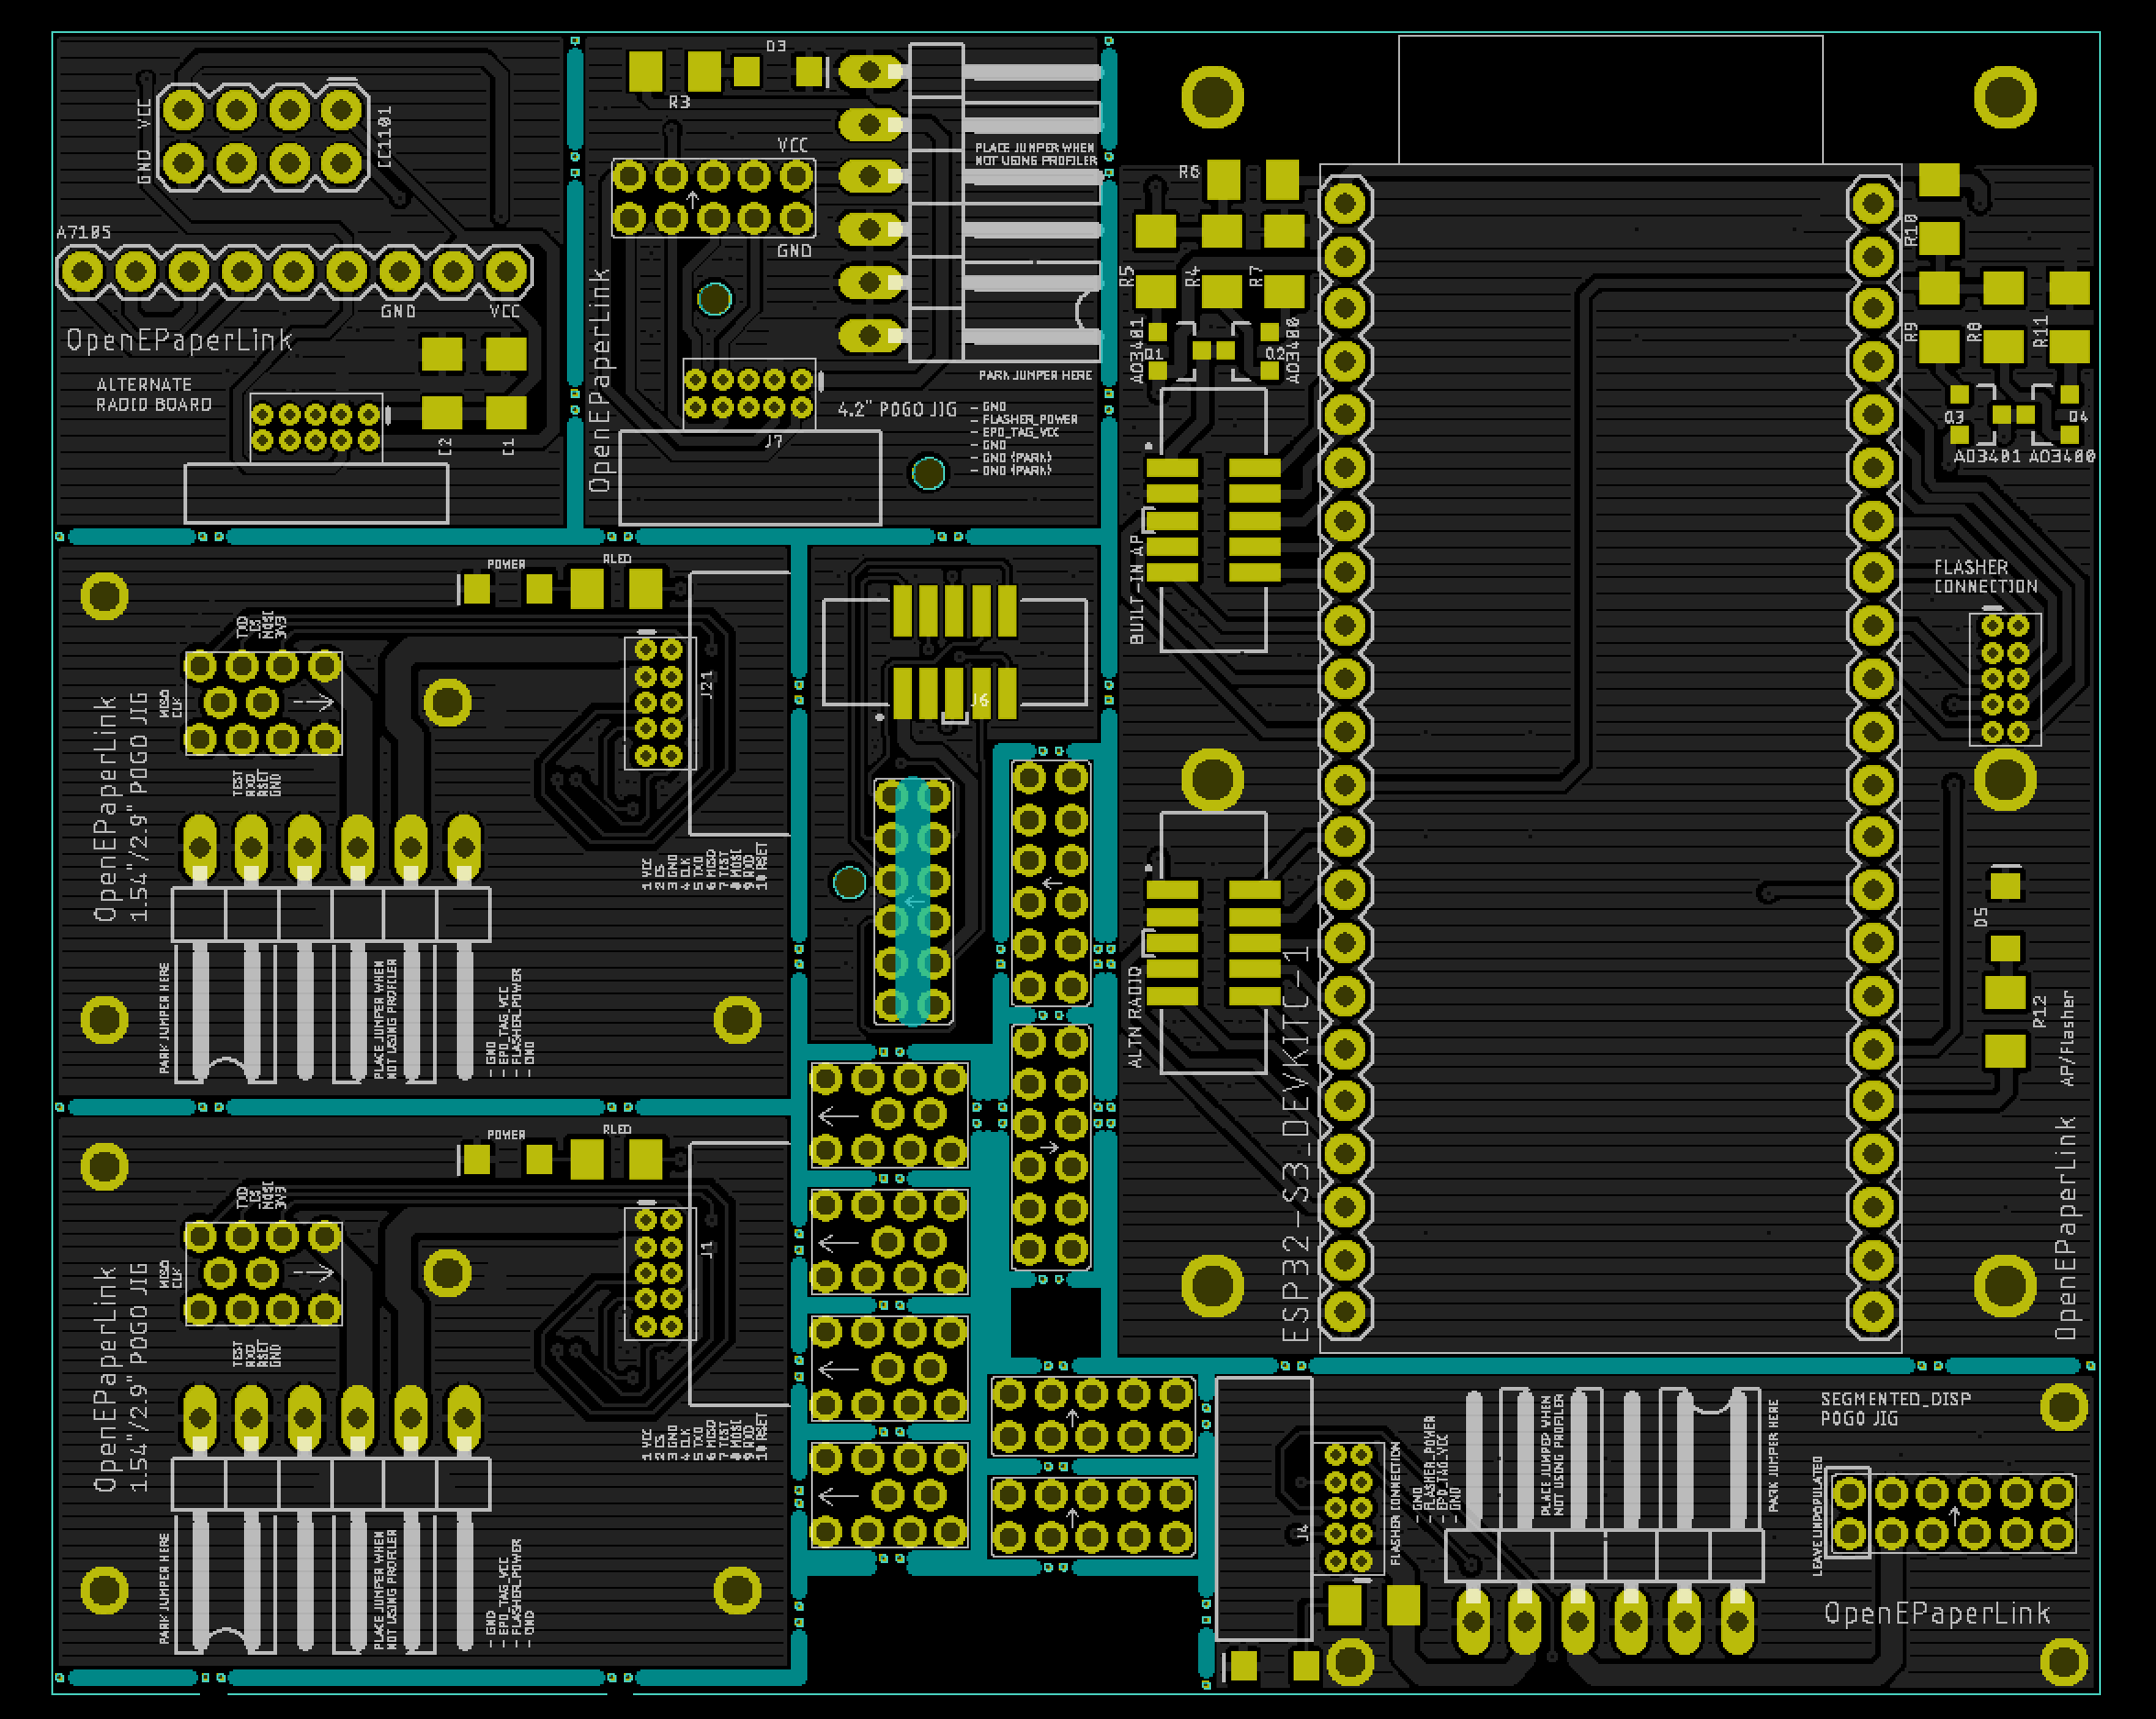 VCC
GND
CC1101
A7105
GND
VCC
OpenEPaperLink
ALTERNATE
RADIO BOARD
C2
C1
R3
D3
VCC
GND
PLACE JUMPER WHEN
NOT USING PROFILER
PARK JUMPER HERE
OpenEPaperLink
4.2" POGO JIG
J7
- GND
- FLASHER_POWER
- EPD_TAG_VCC
- GND
- GND (PARK)
- GND (PARK)
R6
R5
R4
R7
AO3401
Q1
Q2
AO3400
BUILT-IN AP
ALTN RADIO
ESP32-S3_DEVKITC-1
R10
R9
R8
R11
Q3
Q4
AO3401 AO3400
FLASHER
CONNECTION
D5
R12
AP/Flasher
OpenEPaperLink
POWER
RLED
TXD
CS
MOSI
3V3
MISO
CLK
TEST
RXD
RSET
GND
J21
OpenEPaperLink
1.54"/2.9" POGO JIG
1 VCC
2 CS
3 GND
4 CLK
5 TXD
6 MISO
7 TEST
8 MOSI
9 RXD
10 RSET
PARK JUMPER HERE
PLACE JUMPER WHEN
NOT USING PROFILER
- GND
- EPD_TAG_VCC
- FLASHER_POWER
- GND
J6
POWER
RLED
TXD
CS
MOSI
3V3
MISO
CLK
TEST
RXD
RSET
GND
J1
OpenEPaperLink
1.54"/2.9" POGO JIG
1 VCC
2 CS
3 GND
4 CLK
5 TXD
6 MISO
7 TEST
8 MOSI
9 RXD
10 RSET
PARK JUMPER HERE
PLACE JUMPER WHEN
NOT USING PROFILER
- GND
- EPD_TAG_VCC
- FLASHER_POWER
- GND
J4
FLASHER CONNECTION
- GND
- FLASHER_POWER
- EPD_TAG_VCC
- GND
PLACE JUMPER WHEN
NOT USING PROFILER
PARK JUMPER HERE
SEGMENTED_DISP
POGO JIG
LEAVE UNPOPULATED
OpenEPaperLink